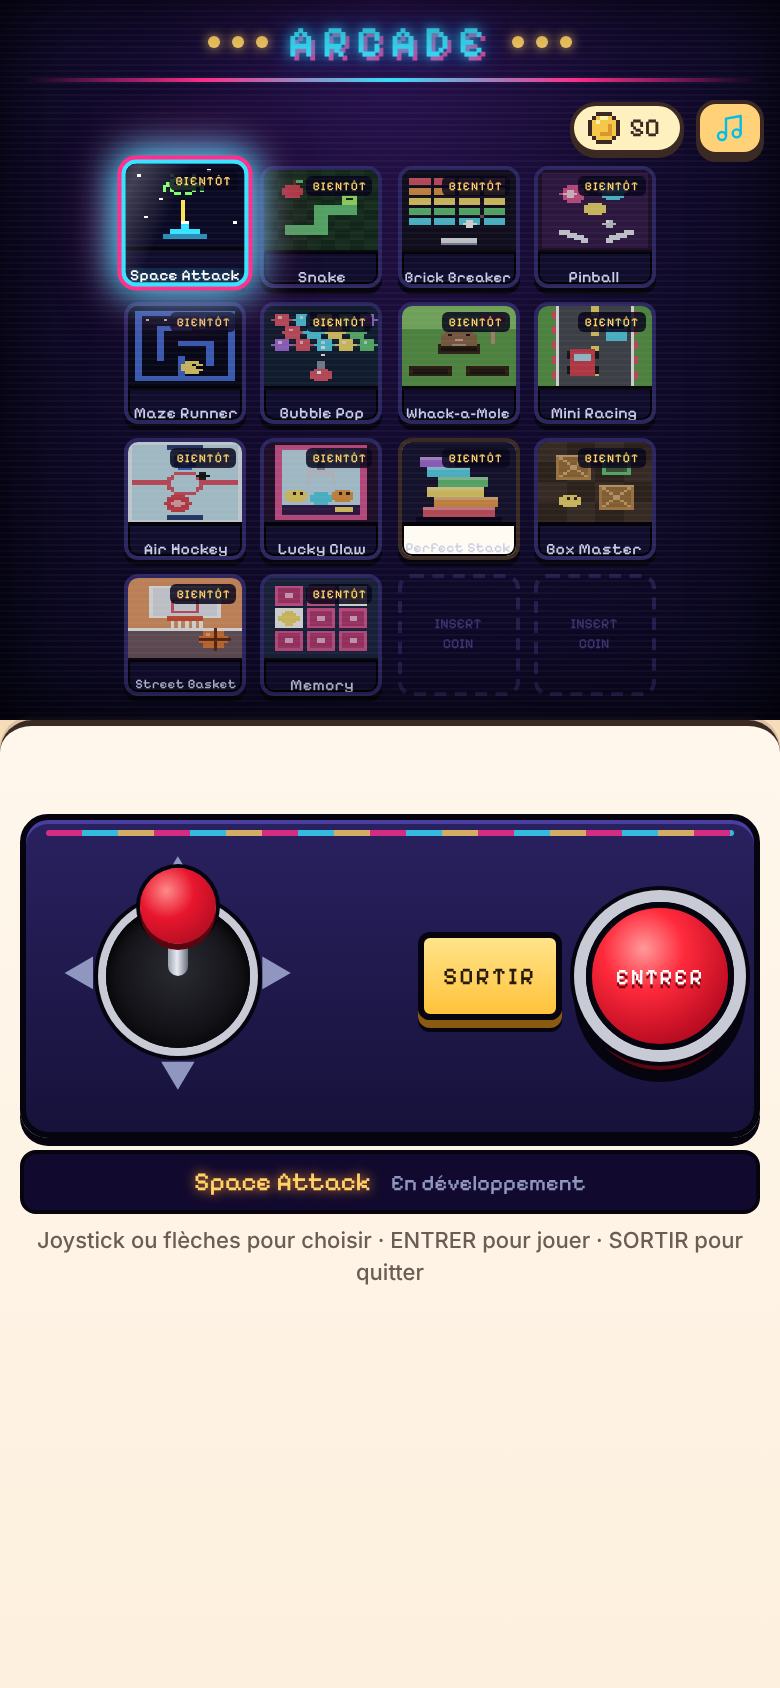 ARCADE
50
BIENTÔT BIENTÔT BIENTÔT BIENTÔT
Space Attack Snake Brick Breaker Pinball
BIENTÔT BIENTÔT BIENTÔT BIENTÔT
Maze Runner Bubble Pop Whack-a-Mole Mini Racing
BIENTÔT BIENTÔT BIENTÔT BIENTÔT
Air Hockey Lucky Claw Perfect Stack Box Master
BIENTÔT BIENTÔT
INSERT INSERT
COIN COIN
Street Basket Memory
SORTIR ENTRER
Space Attack En développement
Joystick ou flèches pour choisir · ENTRER pour jouer · SORTIR pour
quitter